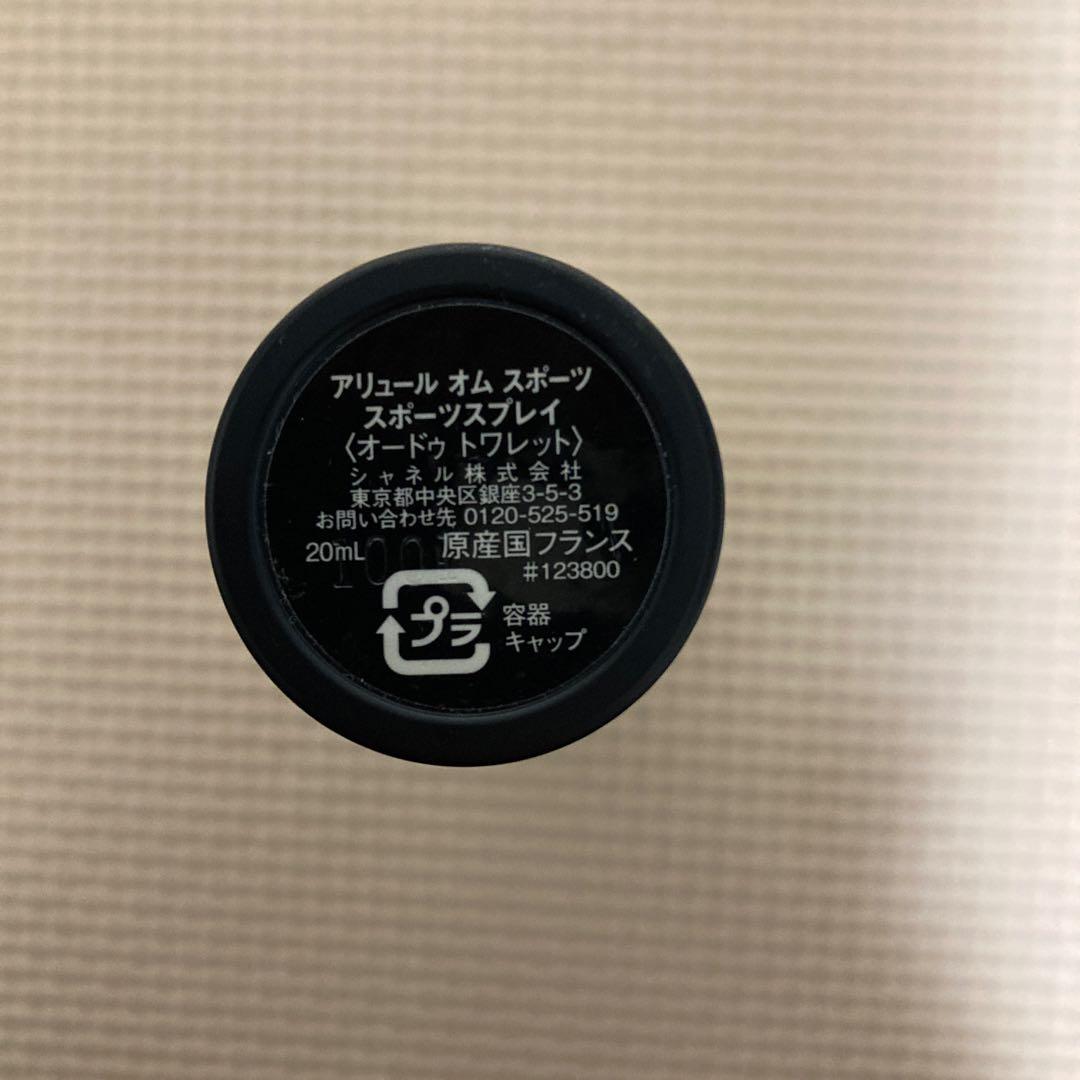 アリュール オム スポーツ
スポーツスプレイ
〈オードゥ トワレット〉
シャネル株式会社
東京都中央区銀座3-5-3
お問い合わせ先 0120-525-519
20mL 原産国フランス
#123800
プラ 容器
キャップ